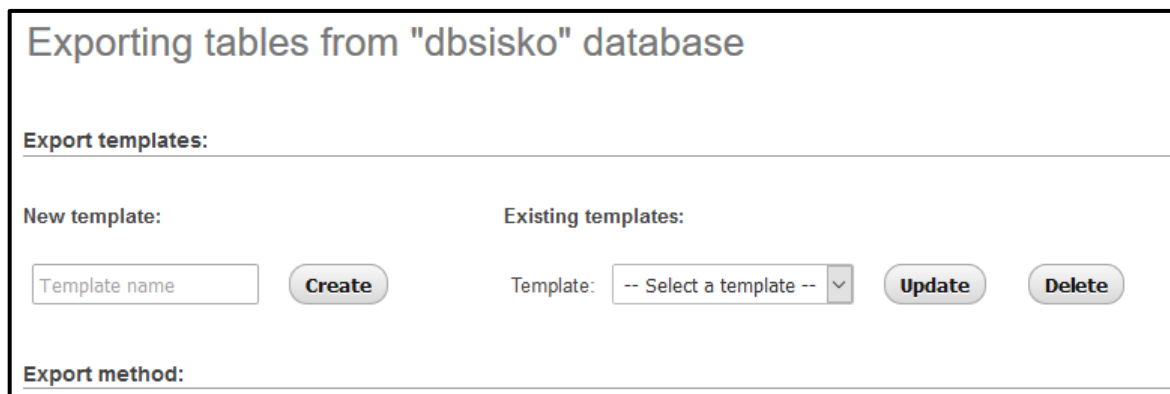 Exporting tables from "dbsisko" database
Export templates:
New template:
Existing templates:
Template name
Create
Template:
-- Select a template --
Update
Delete
Export method: